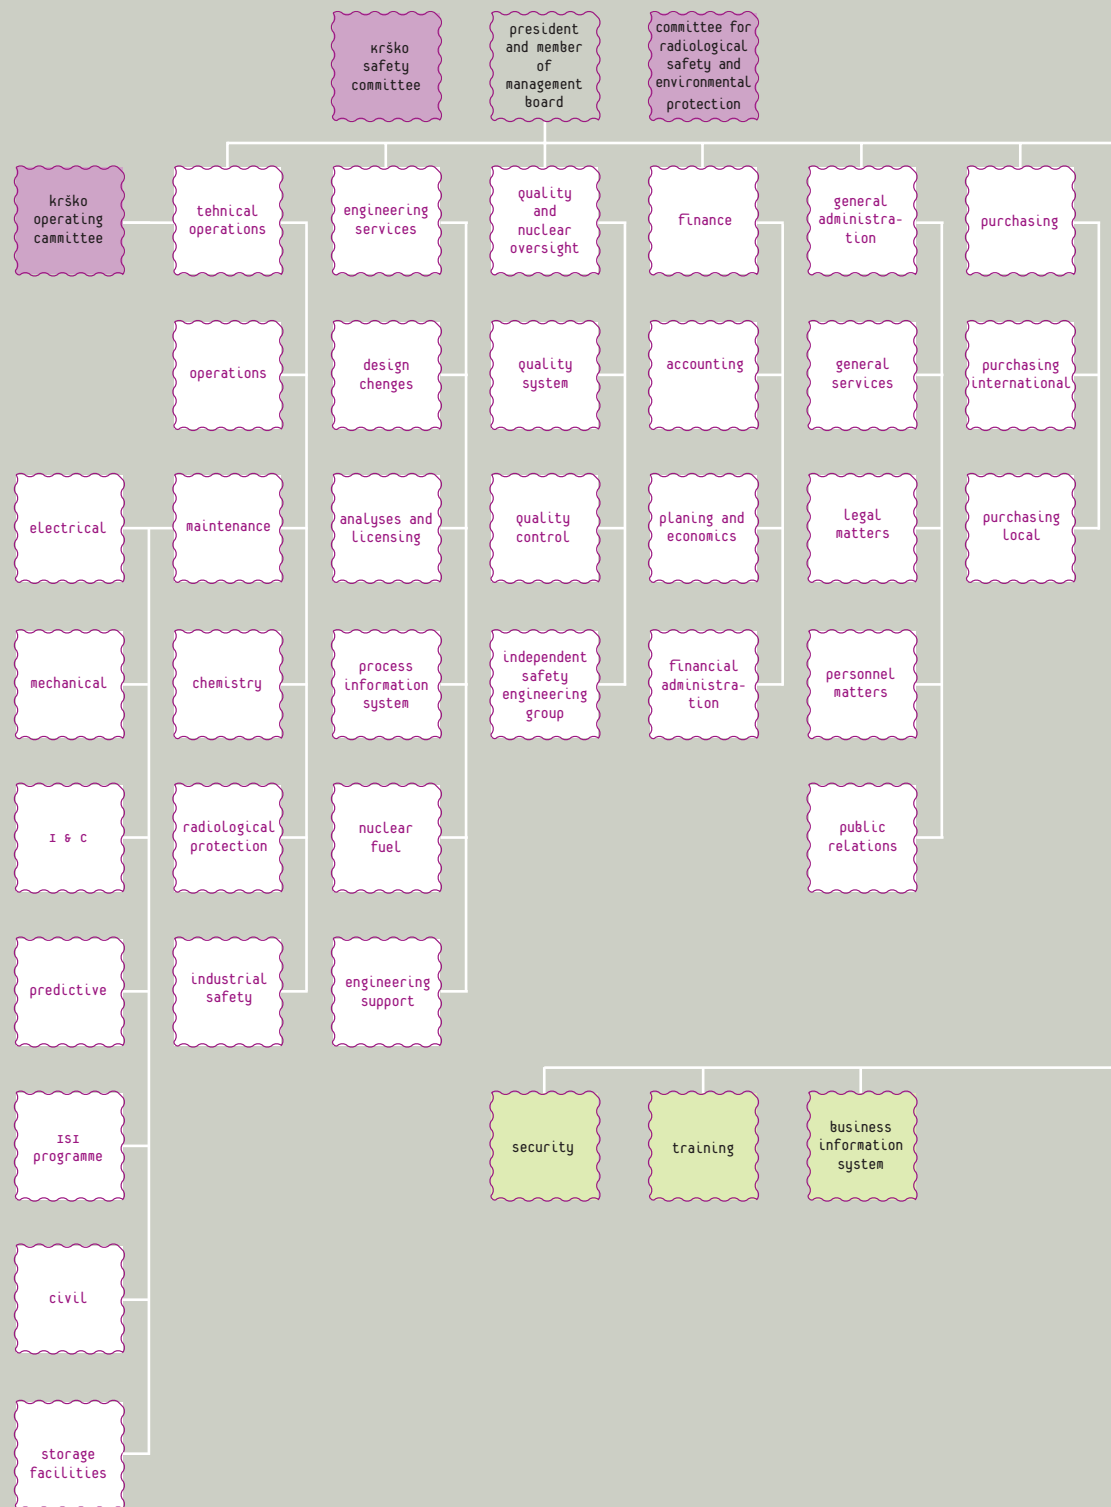 krško
safety
committee
president
and member
of
management
board
committee for
radiological
safety and
environmental
protection
krško
operating
cammittee
tehnical
operations
engineering
services
quality
and
nuclear
oversight
finance
general
administra-
tion
purchasing
operations
design
chenges
quality
system
accounting
general
services
purchasing
international
electrical
maintenance
analyses and
licensing
quality
control
planing and
economics
legal
matters
purchasing
local
mechanical
chemistry
process
information
system
independent
safety
engineering
group
financial
administra-
tion
personnel
matters
I & C
radiological
protection
nuclear
fuel
public
relations
predictive
industrial
safety
engineering
support
ISI
programme
security
training
business
information
system
civil
storage
facilities